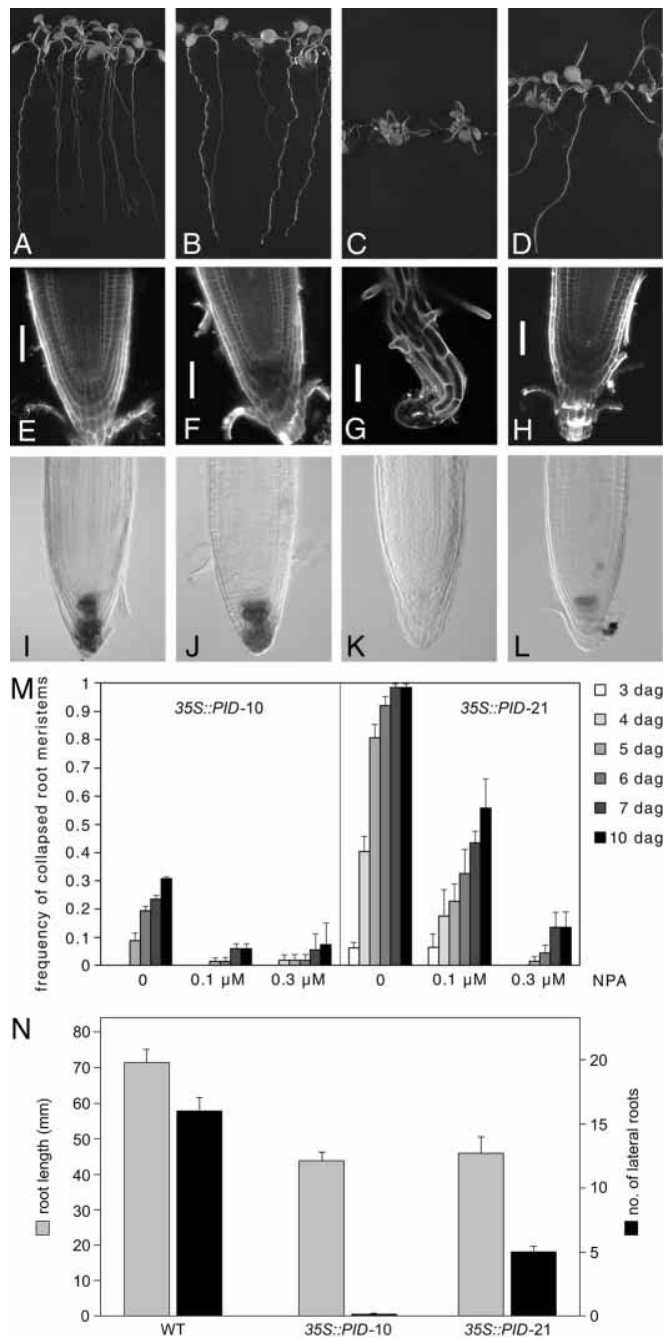 A B C D
E F G H
I J K L
M
35S::PID-10 35S::PID-21
frequency of collapsed root meristems
1
0.9
0.8
0.7
0.6
0.5
0.4
0.3
0.2
0.1
0
3 dag
4 dag
5 dag
6 dag
7 dag
10 dag
0 0.1 µM 0.3 µM 0 0.1 µM 0.3 µM NPA
N
root length (mm)
80
70
60
50
40
30
20
10
0
20
15
10
5
0
no. of lateral roots
WT 35S::PID-10 35S::PID-21